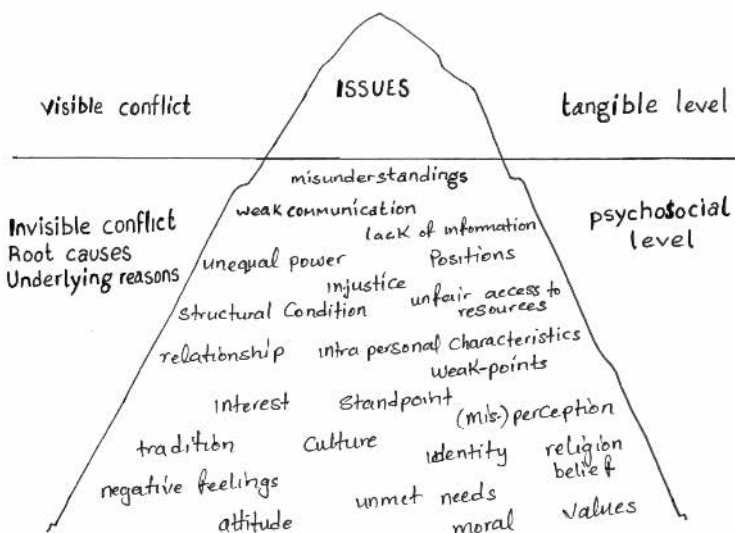 ISSUES
visible conflict
tangible level
misunderstandings
weak communication
lack of information
Invisible conflict
Root causes
Underlying reasons
psychosocial
level
unequal power
Positions
injustice
Structural Condition
unfair access to
resources
relationship
intra personal characteristics
weak-points
interest
Standpoint
(mis-)perception
tradition
Culture
identity
religion
belief
negative feelings
unmet needs
attitude
moral
values